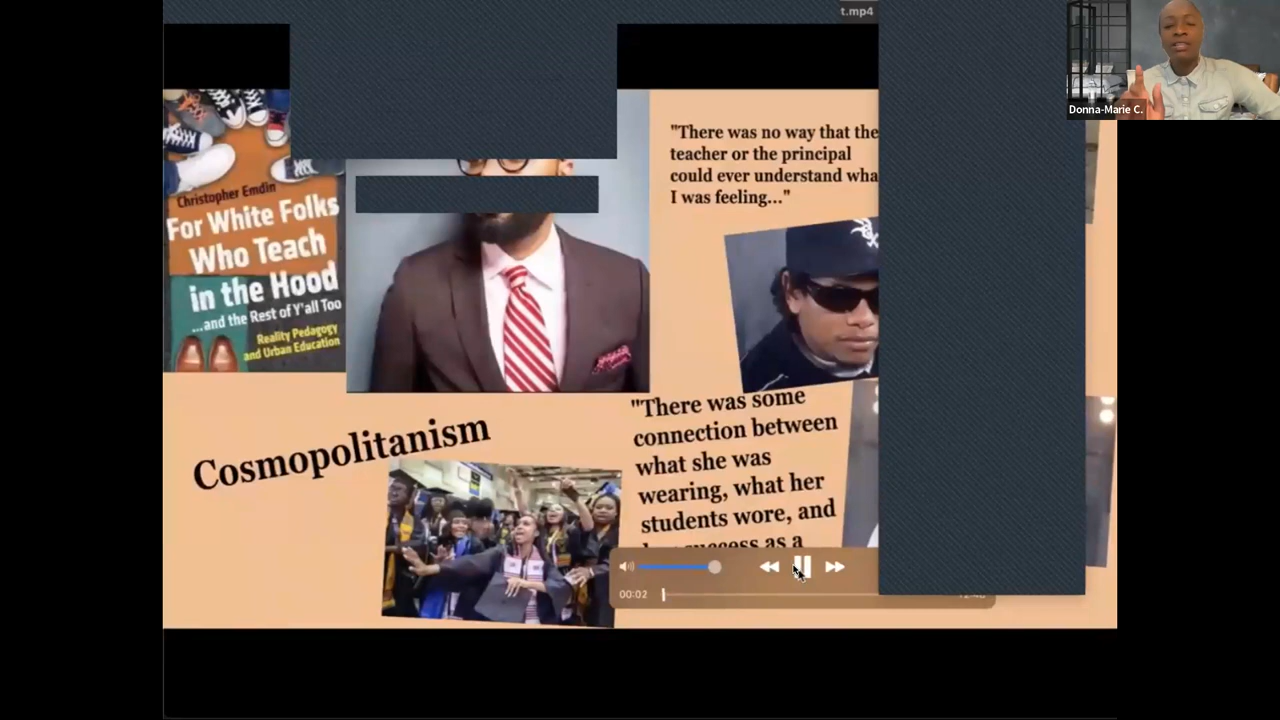 t.mp4
Donna-Marie C.
Christopher Emdin
For White Folks
Who Teach
in the Hood
...and the Rest of Y'all Too
Reality Pedagogy
and Urban Education
"There was no way that the
teacher or the principal
could ever understand wha
I was feeling..."
Cosmopolitanism
"There was some
connection between
what she was
wearing, what her
students wore, and
success as a
00:02